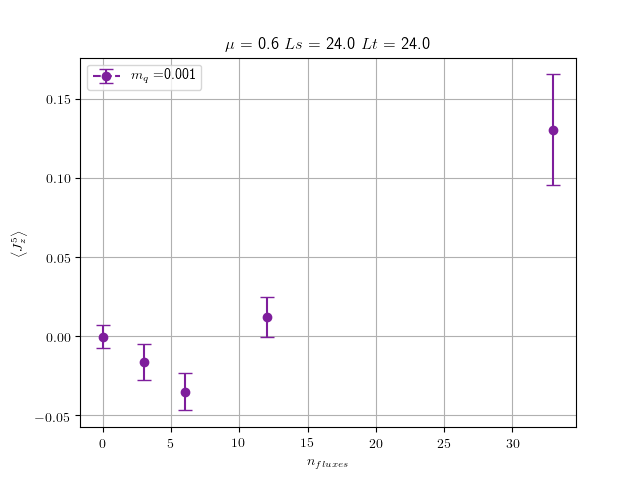 μ = 0.6 Ls = 24.0 Lt = 24.0
m_q =0.001
0.15
0.10
0.05
0.00
−0.05
⟨J_z^5⟩
0 5 10 15 20 25 30
n_fluxes